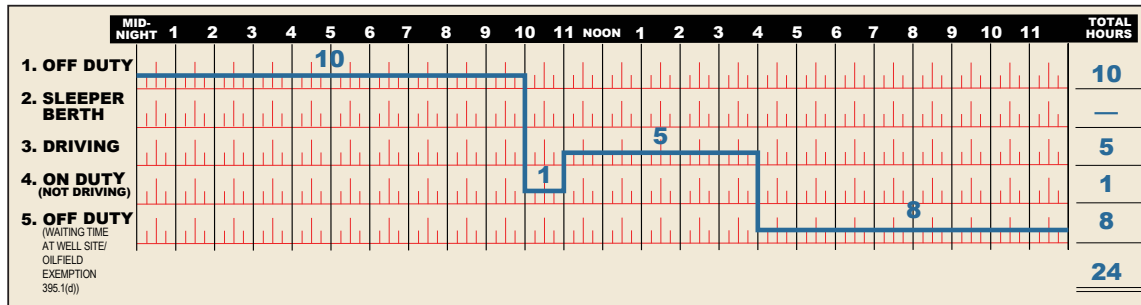 MID-
NIGHT 1 2 3 4 5 6 7 8 9 10 11 NOON 1 2 3 4 5 6 7 8 9 10 11 TOTAL
HOURS
1. OFF DUTY 10 10
2. SLEEPER
BERTH —
3. DRIVING 5 5
4. ON DUTY
(NOT DRIVING) 1 1
5. OFF DUTY 8 8
(WAITING TIME
AT WELL SITE/
OILFIELD
EXEMPTION
395.1(d))
24